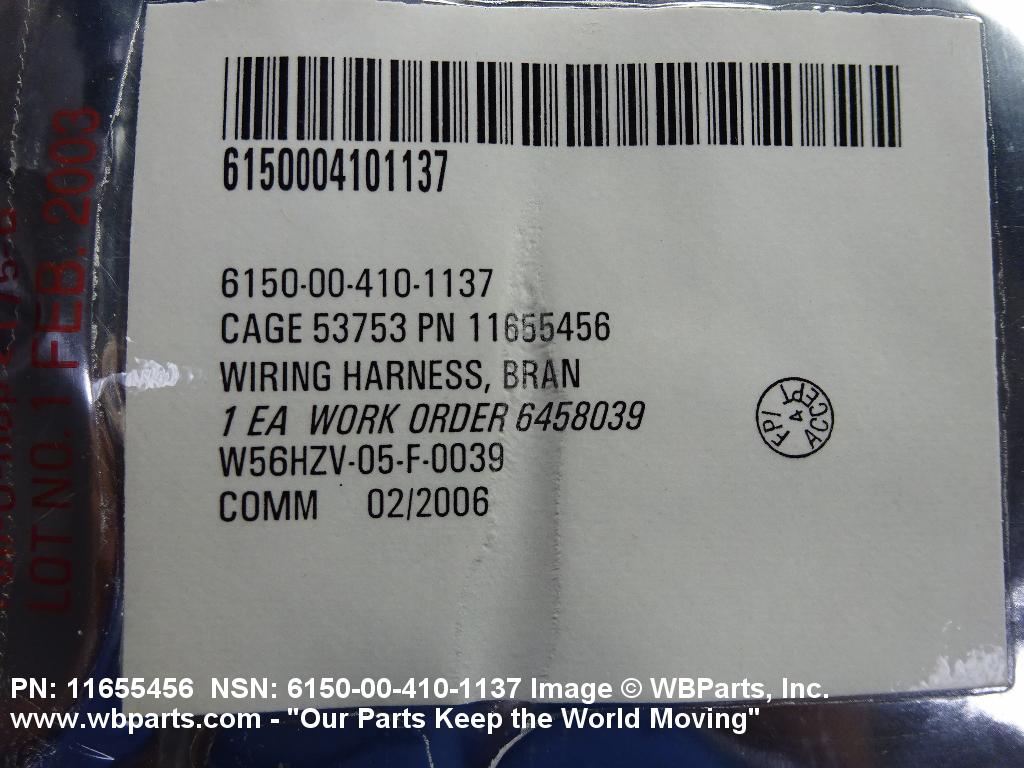 6150004101137
6150-00-410-1137
CAGE 53753 PN 11655456
WIRING HARNESS, BRAN
1 EA WORK ORDER 6458039
W56HZV-05-F-0039
COMM 02/2006
FPI 4 ACCEPT
LOT NO. 1 FEB. 2003
PN: 11655456 NSN: 6150-00-410-1137 Image © WBParts, Inc.
www.wbparts.com - "Our Parts Keep the World Moving"